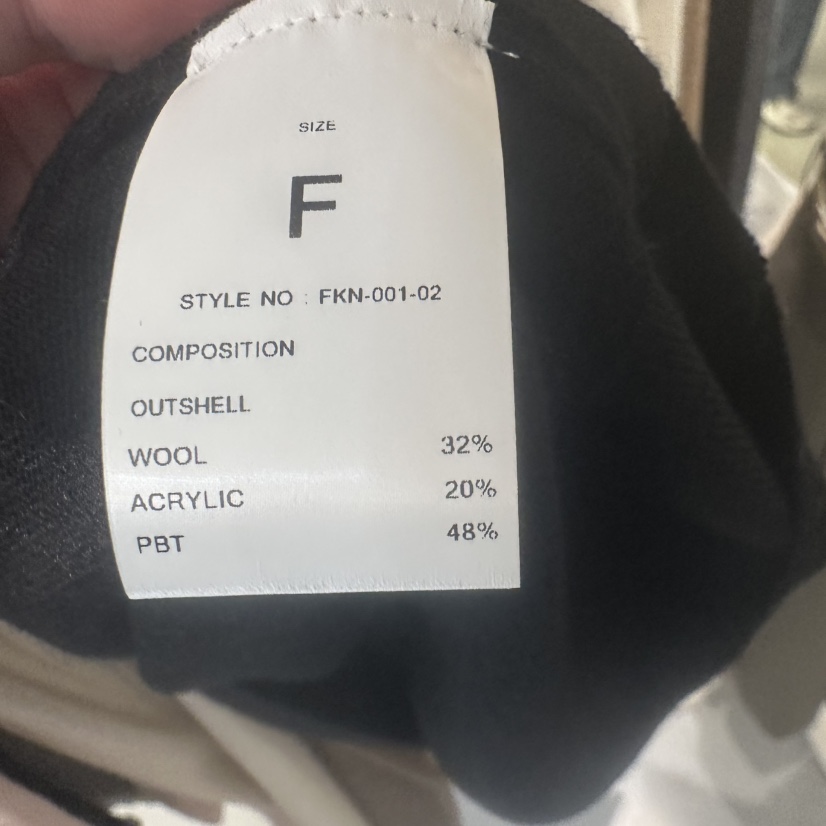 SIZE
F
STYLE NO : FKN-001-02
COMPOSITION
OUTSHELL
WOOL 32%
ACRYLIC 20%
PBT 48%